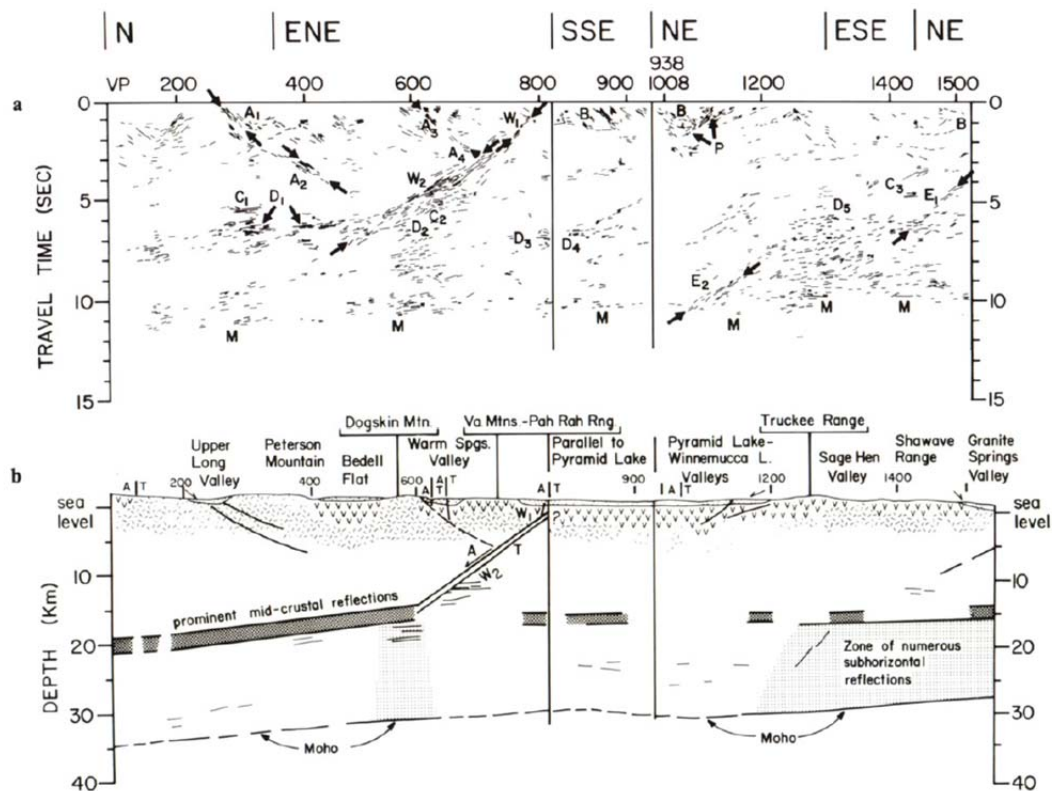 N ENE SSE NE ESE NE
938
VP 200 400 600 800 900 1008 1200 1400 1500
a
0 A₁ A₃ W₁ B B P B 0
A₄
A₂ W₂
5 C₁ D₁ C₂ C₃ E₁ 5
D₂ D₃ D₄ D₅
E₂
10 10
M M M M M M
15 15
TRAVEL TIME (SEC)
Dogskin Mtn. Va. Mtns.-Pah Rah Rng. Truckee Range
b
Upper Long Valley
Peterson Mountain
Bedell Flat
Warm Spgs. Valley
Parallel to Pyramid Lake
Pyramid Lake-Winnemucca L. Valleys
Sage Hen Valley
Shawave Range
Granite Springs Valley
A T 200 400 600 A T A T A T 900 A T 1200 1400
sea level W₁ ? sea level
A T
W2
10 10
prominent mid-crustal reflections
20 20
Zone of numerous subhorizontal reflections
30 30
Moho Moho
40 40
DEPTH (Km)